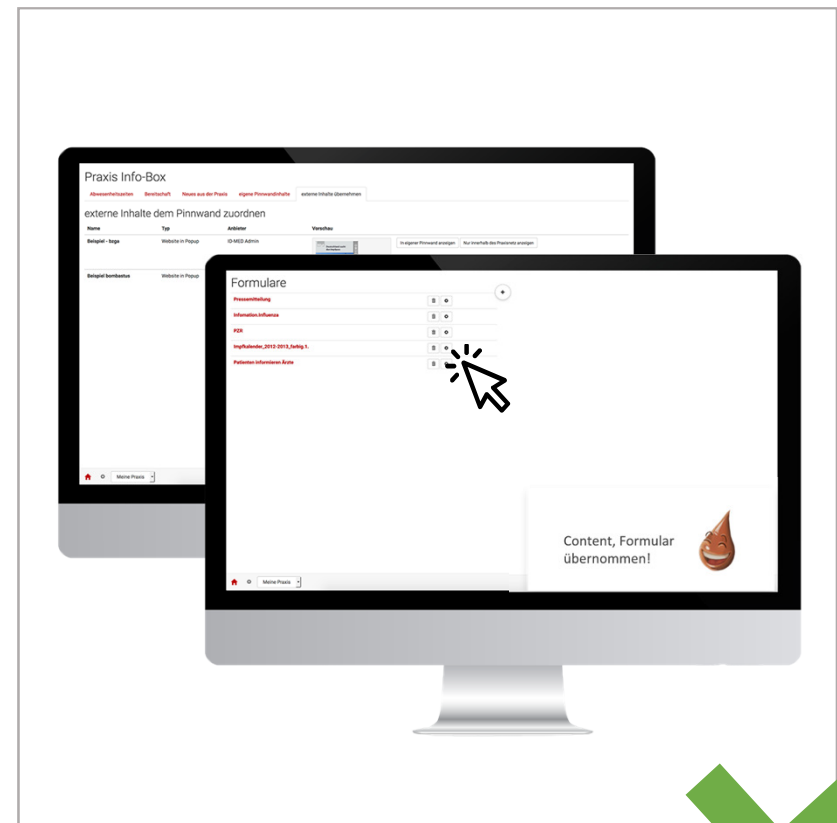 Praxis Info-Box
Abwesenheitszeiten Bereitschaft Neues aus der Praxis eigene Pinnwandinhalte externe Inhalte übernehmen
externe Inhalte dem Pinnwand zuordnen
Name Typ Anbieter Vorschau
Beispiel - bzga Website in Popup ID-MED Admin In eigener Pinnwand anzeigen Nur innerhalb des Praxisnetz anzeigen
Beispiel bombastus Website in Popup
Meine Praxis
Formulare
Pressemitteilung
Infomation.Influenza
PZR
Impfkalender_2012-2013_farbig.1.
Patienten informieren Ärzte
Content, Formular
übernommen!
Meine Praxis